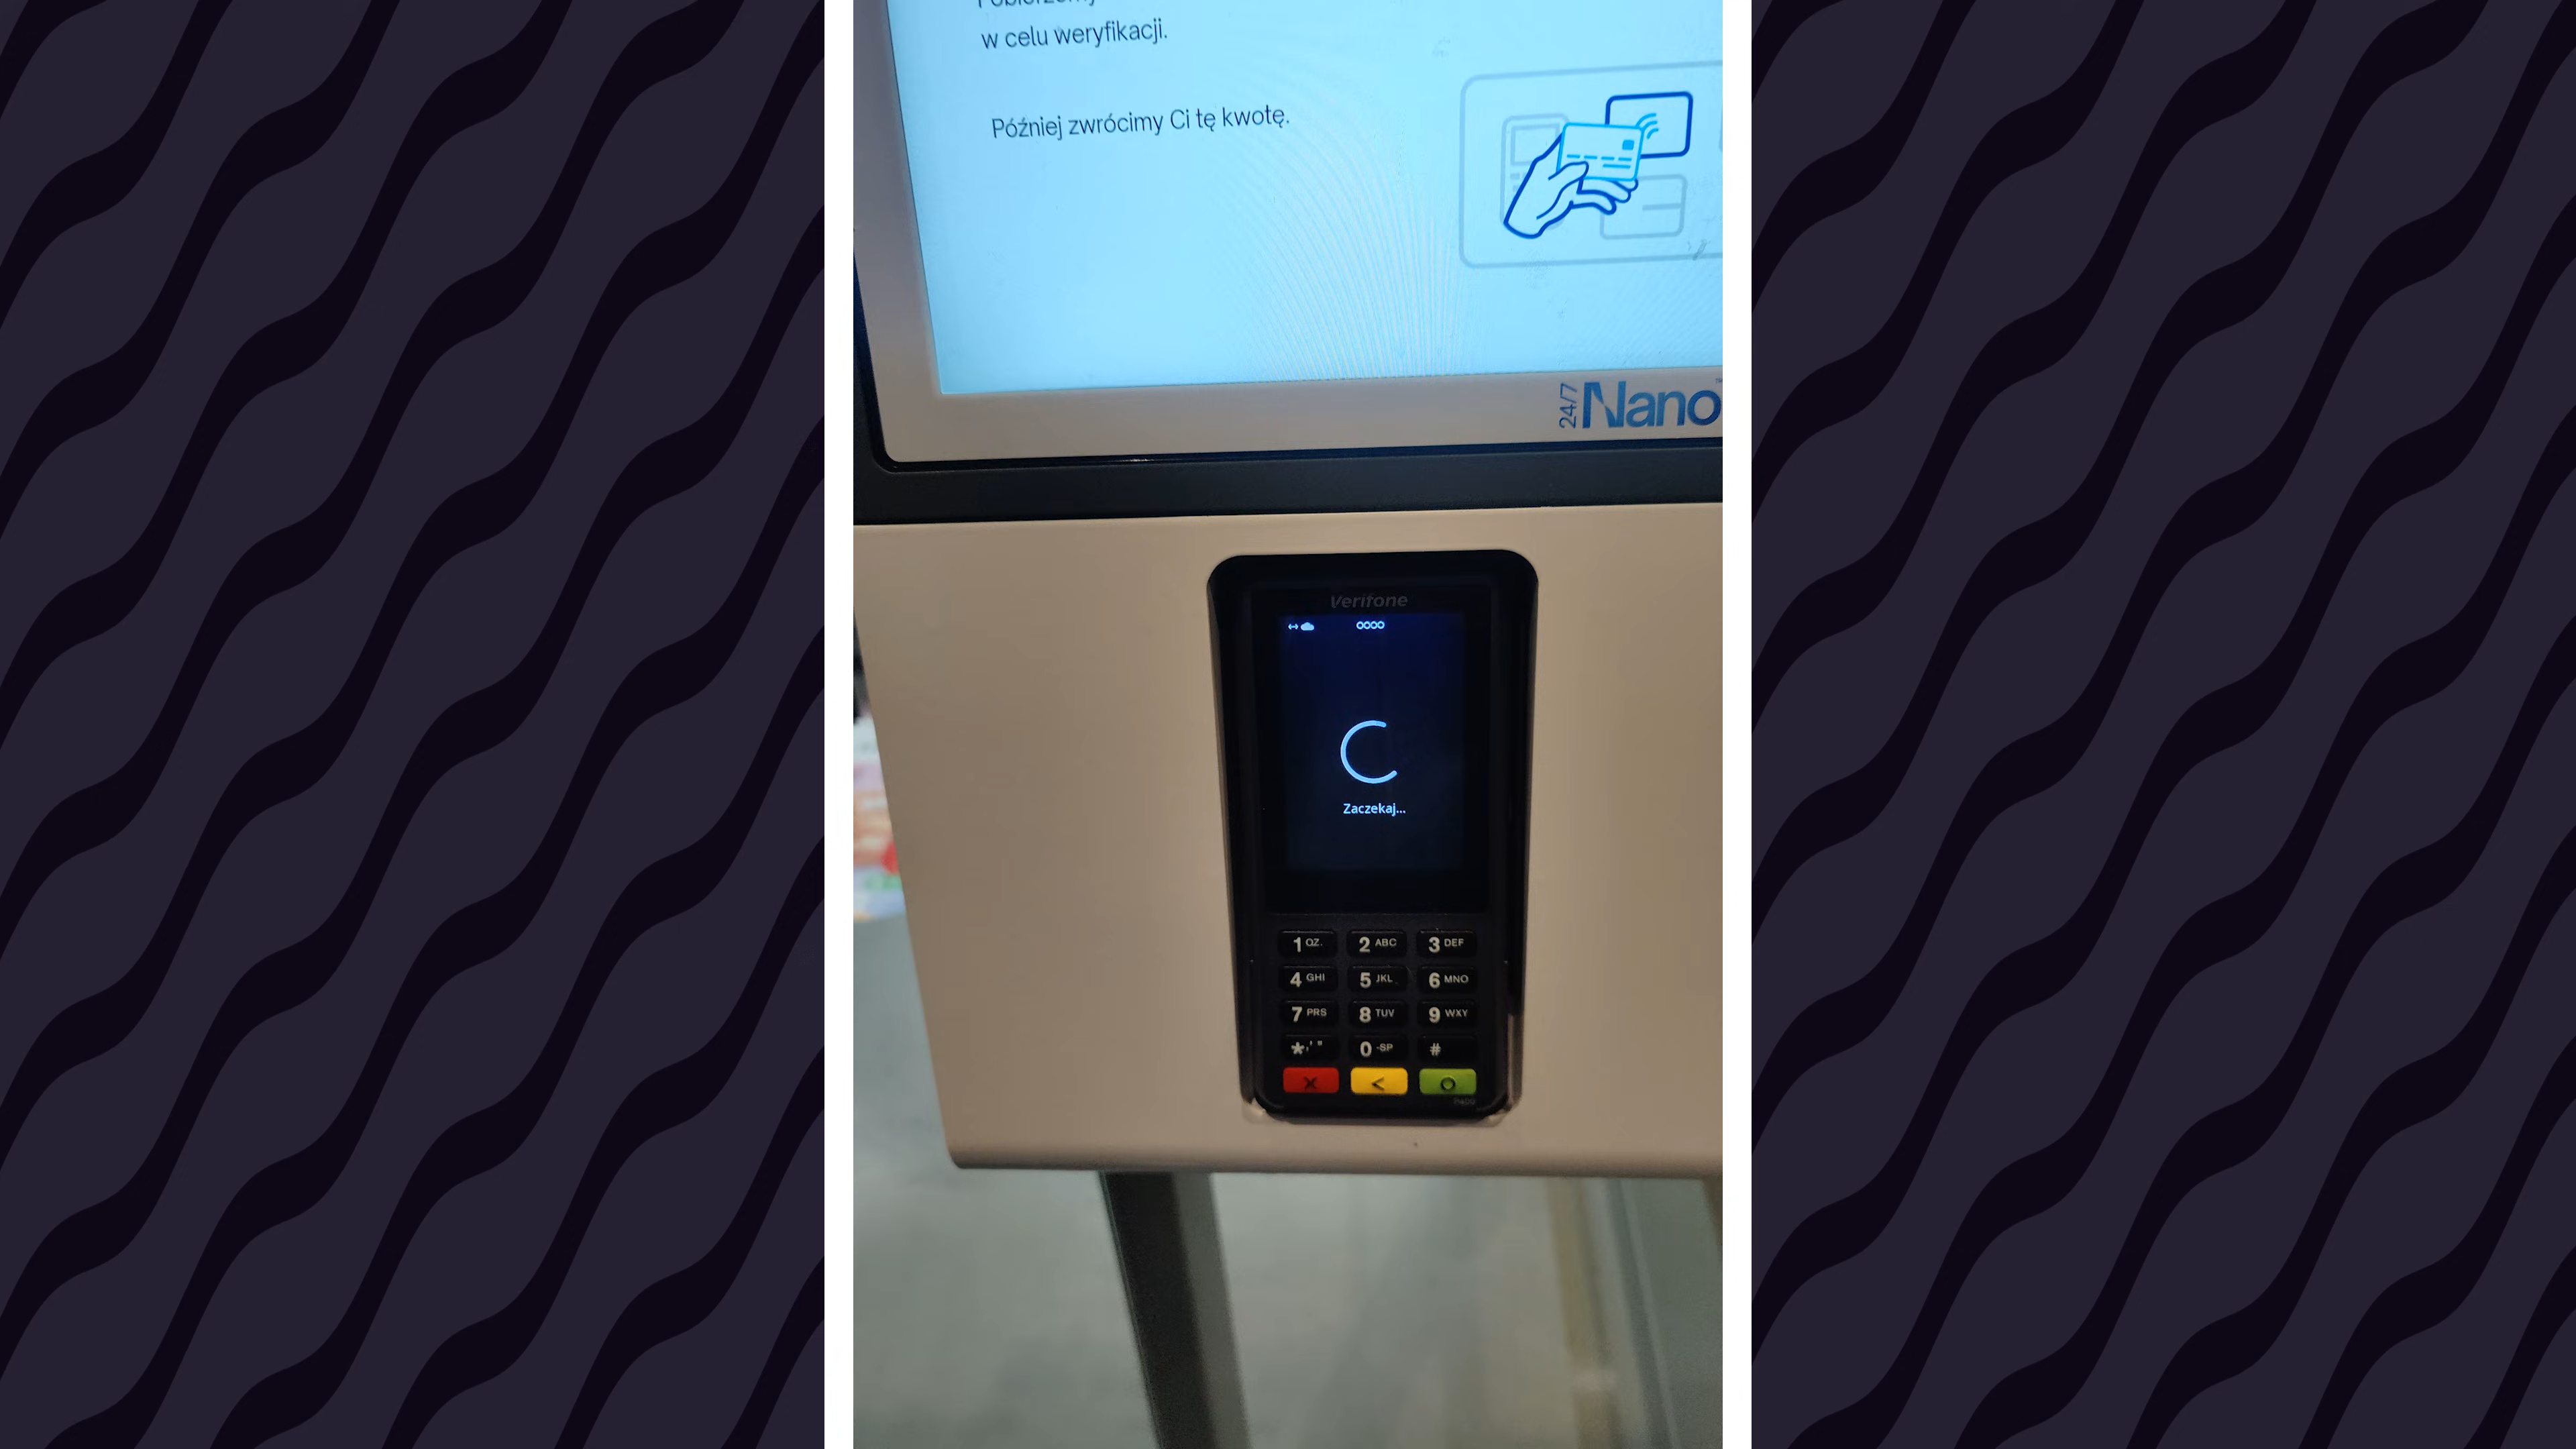 w celu weryfikacji.
Później zwrócimy Ci tę kwotę.
24/7 Nano
Verifone
Zaczekaj...
1 QZ. 2 ABC 3 DEF
4 GHI 5 JKL 6 MNO
7 PRS 8 TUV 9 WXY
*,'" 0 -SP #
X < O
P400